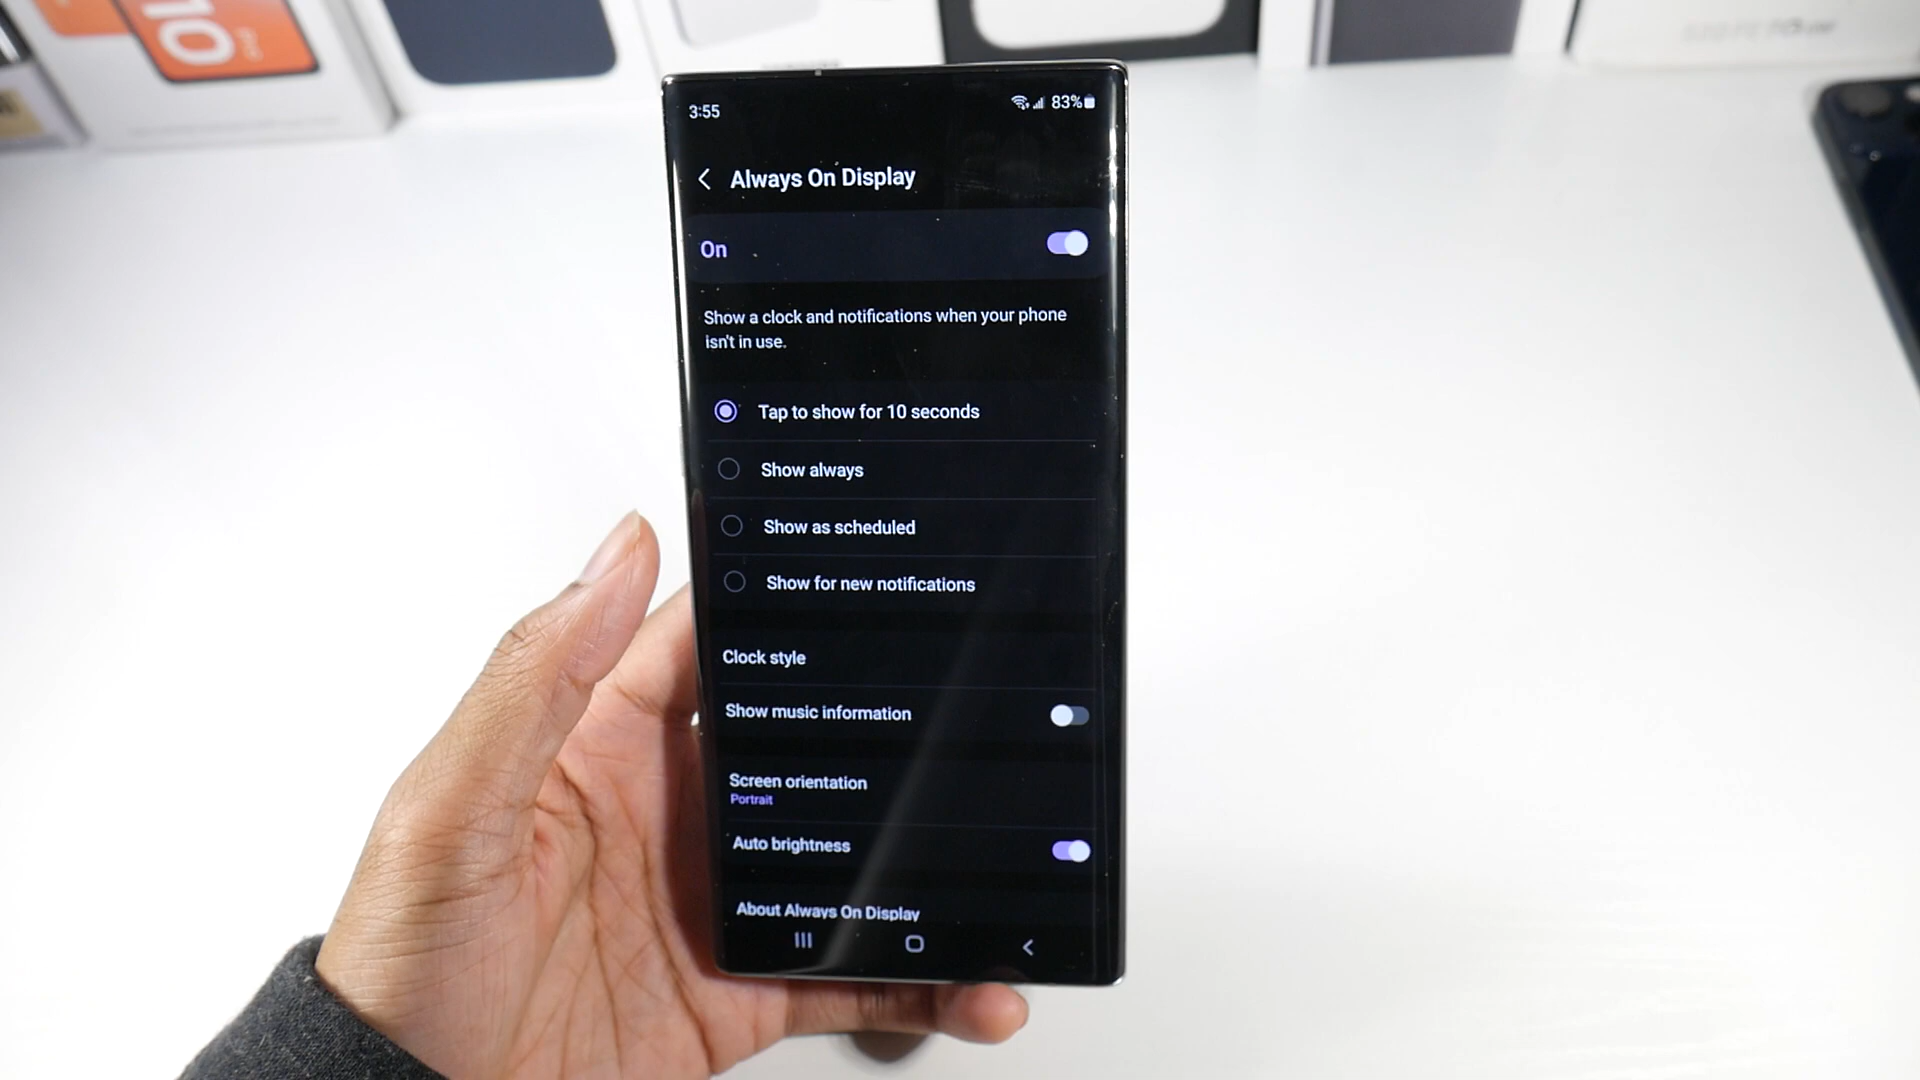 10
3:55
83%
Always On Display
On
Show a clock and notifications when your phone
isn't in use.
Tap to show for 10 seconds
Show always
Show as scheduled
Show for new notifications
Clock style
Show music information
Screen orientation
Portrait
Auto brightness
About Always On Display